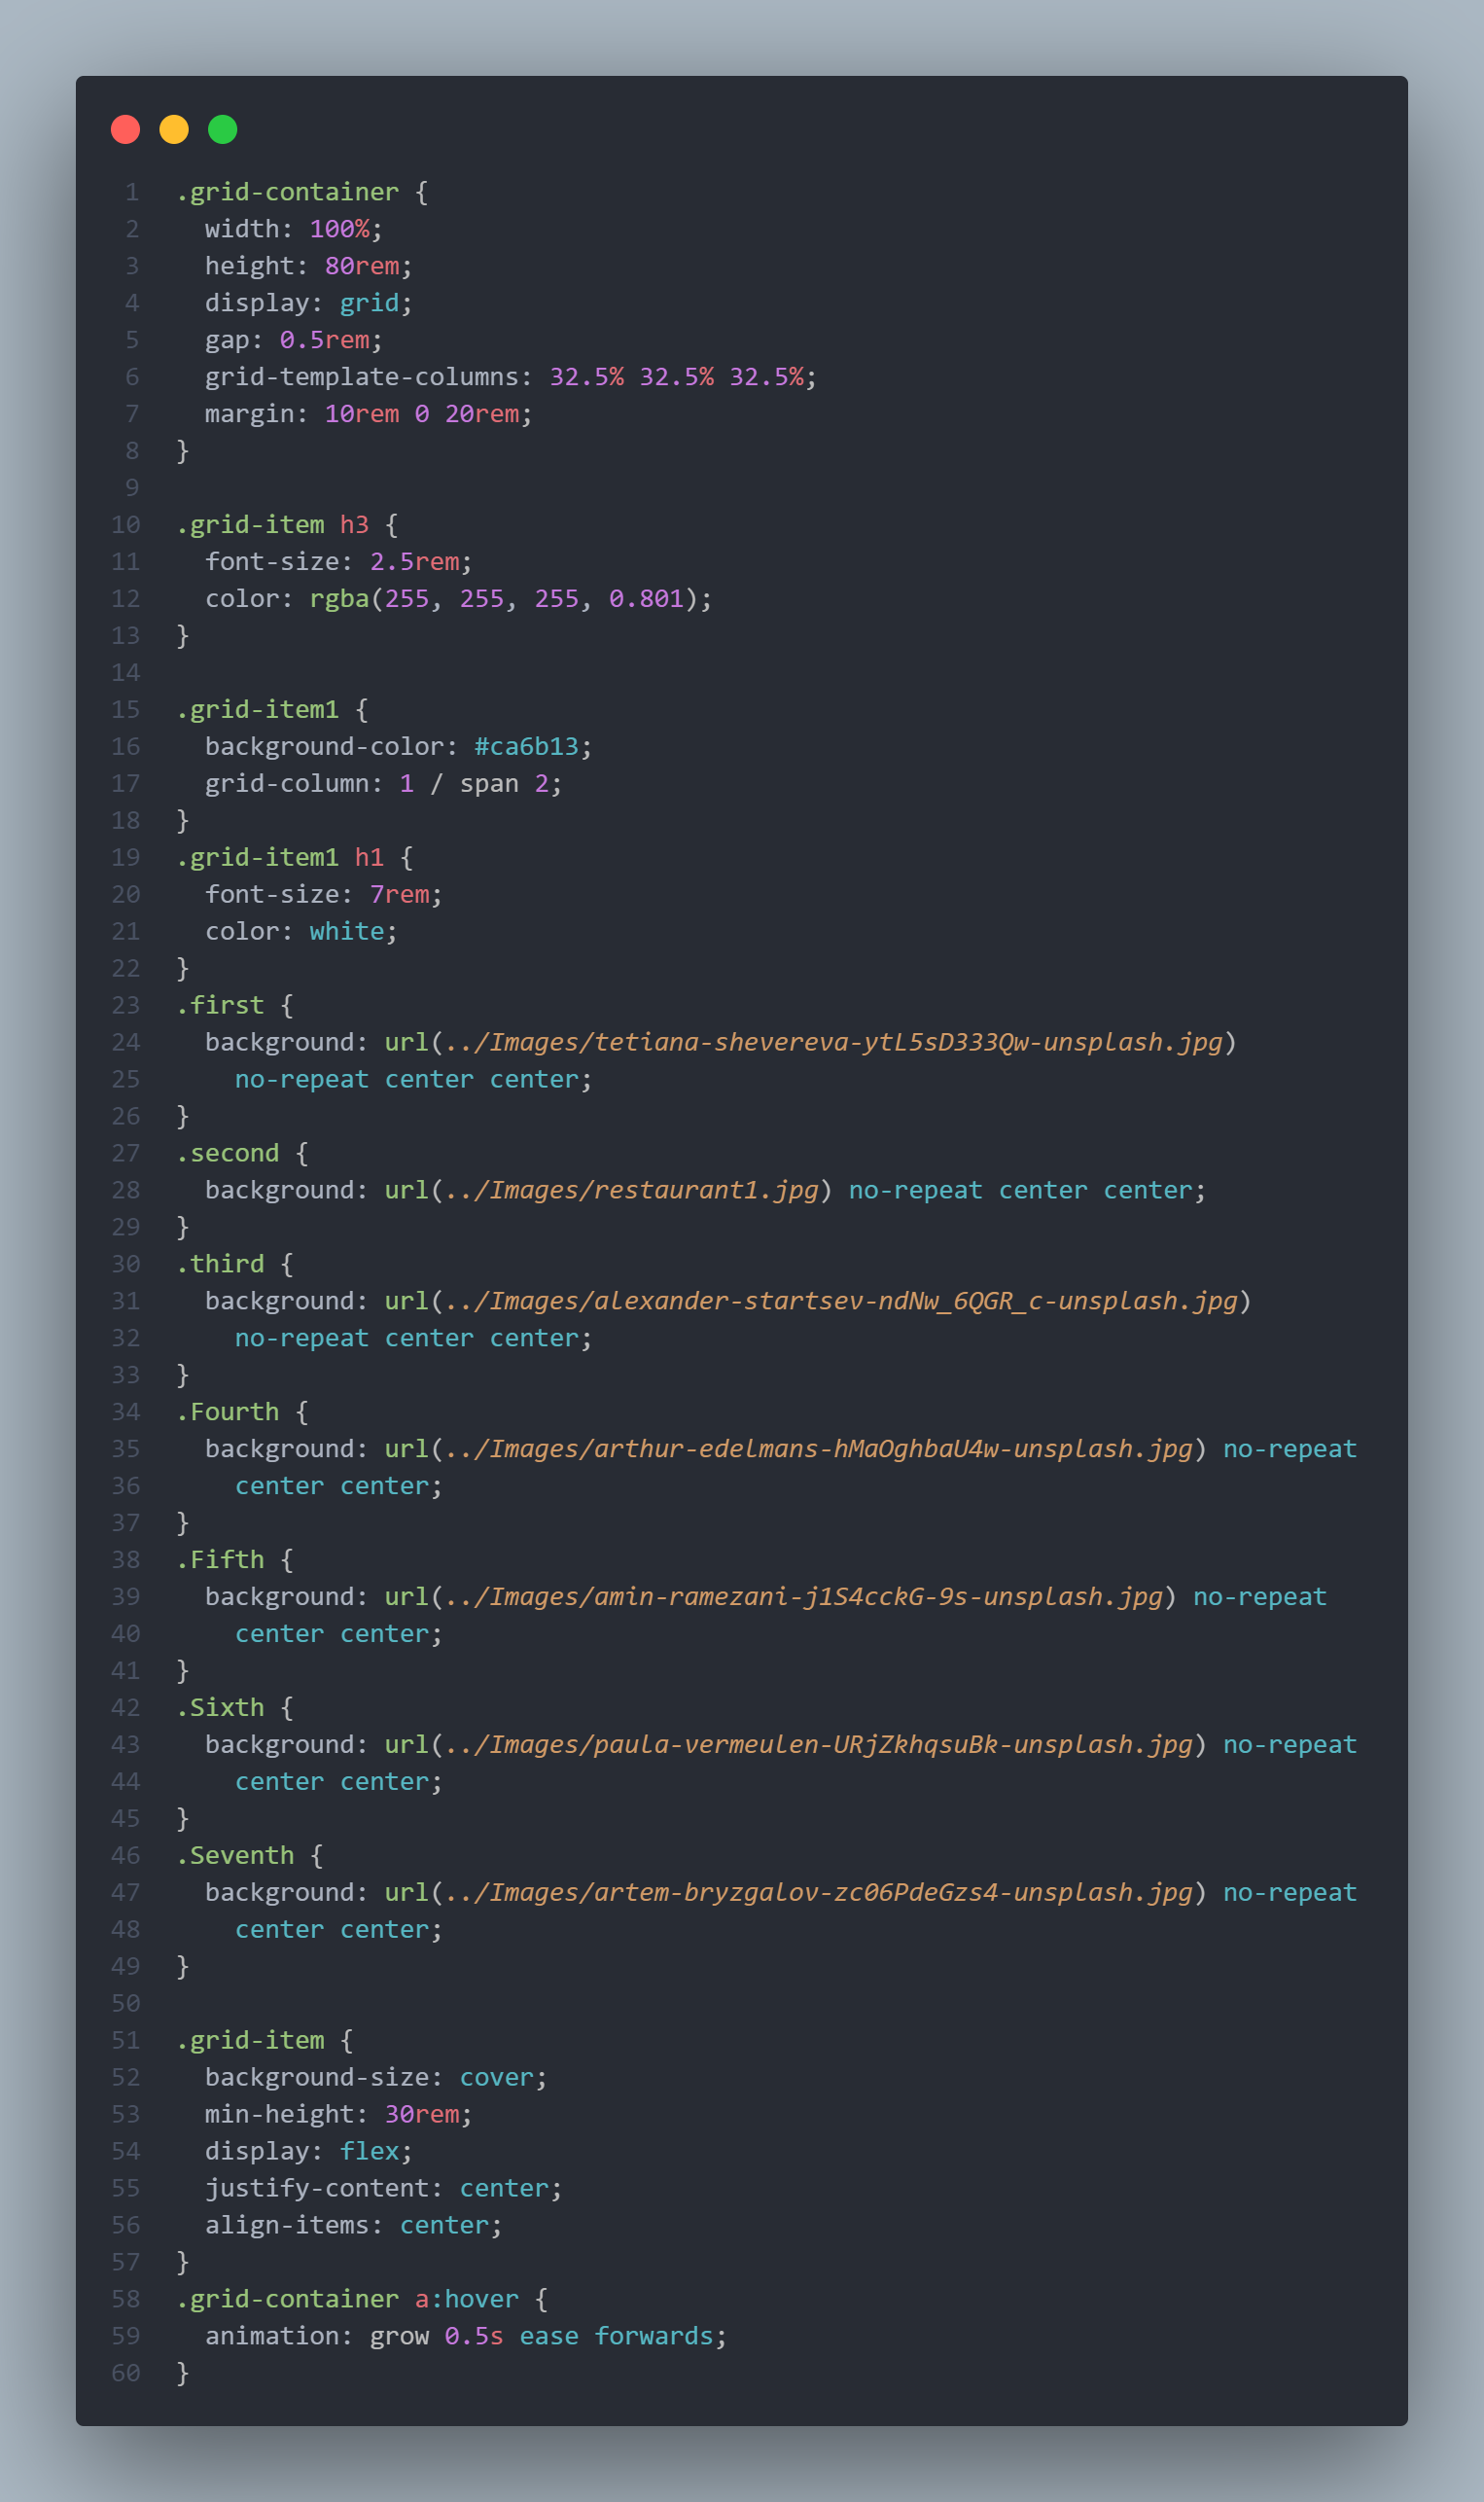 1 .grid-container {
2   width: 100%;
3   height: 80rem;
4   display: grid;
5   gap: 0.5rem;
6   grid-template-columns: 32.5% 32.5% 32.5%;
7   margin: 10rem 0 20rem;
8 }
9
10 .grid-item h3 {
11   font-size: 2.5rem;
12   color: rgba(255, 255, 255, 0.801);
13 }
14
15 .grid-item1 {
16   background-color: #ca6b13;
17   grid-column: 1 / span 2;
18 }
19 .grid-item1 h1 {
20   font-size: 7rem;
21   color: white;
22 }
23 .first {
24   background: url(../Images/tetiana-shevereva-ytL5sD333Qw-unsplash.jpg)
25     no-repeat center center;
26 }
27 .second {
28   background: url(../Images/restaurant1.jpg) no-repeat center center;
29 }
30 .third {
31   background: url(../Images/alexander-startsev-ndNw_6QGR_c-unsplash.jpg)
32     no-repeat center center;
33 }
34 .Fourth {
35   background: url(../Images/arthur-edelmans-hMaOghbaU4w-unsplash.jpg) no-repeat
36     center center;
37 }
38 .Fifth {
39   background: url(../Images/amin-ramezani-j1S4cckG-9s-unsplash.jpg) no-repeat
40     center center;
41 }
42 .Sixth {
43   background: url(../Images/paula-vermeulen-URjZkhqsuBk-unsplash.jpg) no-repeat
44     center center;
45 }
46 .Seventh {
47   background: url(../Images/artem-bryzgalov-zc06PdeGzs4-unsplash.jpg) no-repeat
48     center center;
49 }
50
51 .grid-item {
52   background-size: cover;
53   min-height: 30rem;
54   display: flex;
55   justify-content: center;
56   align-items: center;
57 }
58 .grid-container a:hover {
59   animation: grow 0.5s ease forwards;
60 }